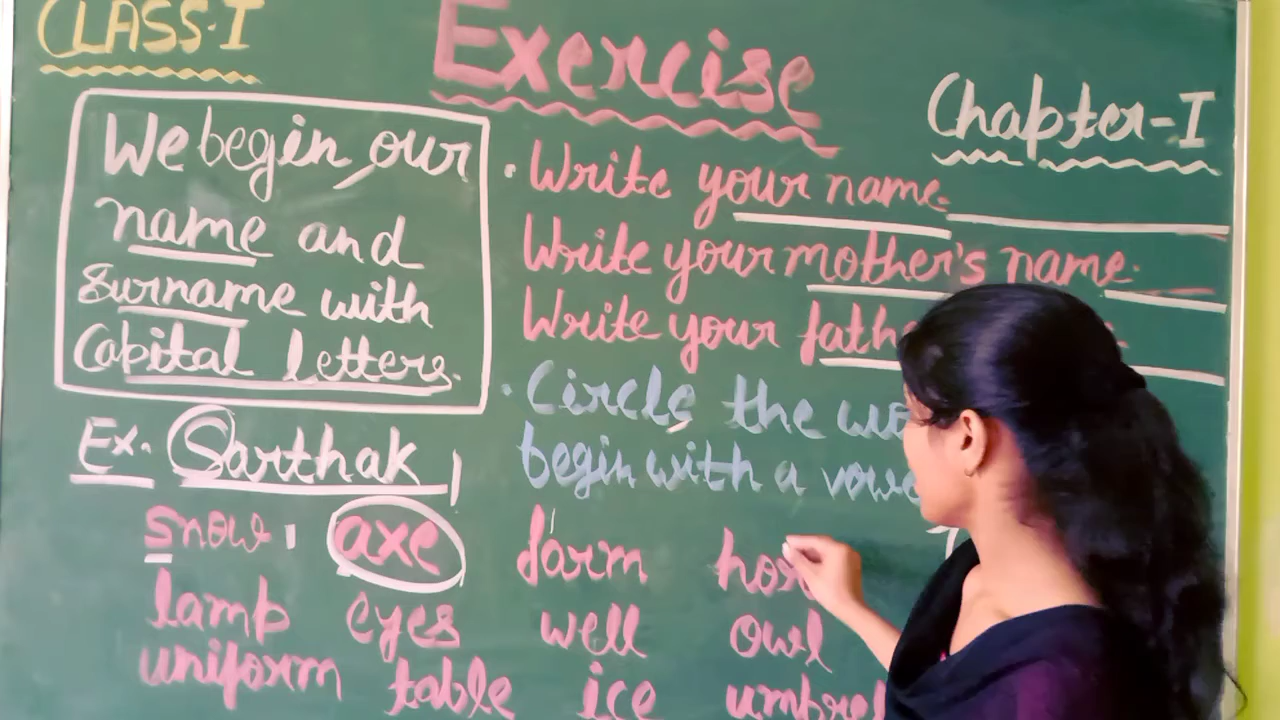 CLASS-I
Exercise
Chapter-I
We begin our
name and
Surname with
Capital letters.
Ex. Sarthak
. Write your name.
Write your mother's name.
Write your
. Circle the
begin with a
snow axe farm
lamp eyes well owl
uniform table ice